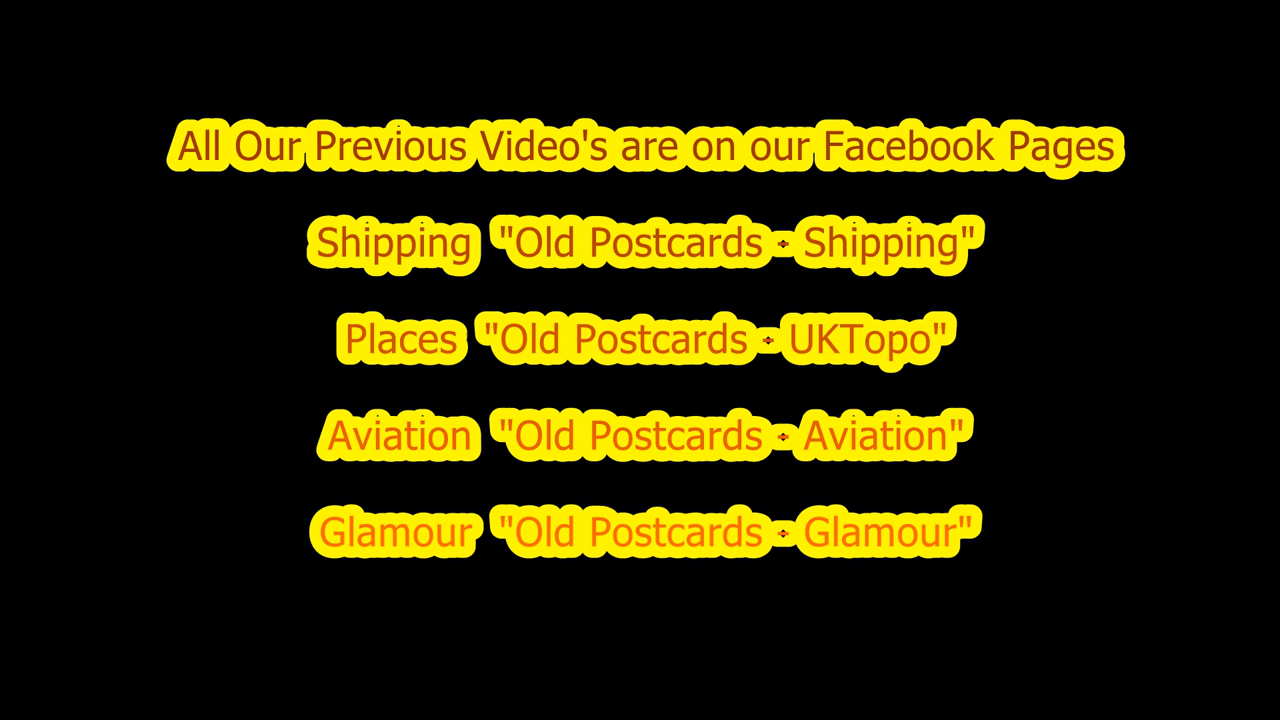 All Our Previous Video's are on our Facebook Pages
Shipping "Old Postcards - Shipping"
Places "Old Postcards - UKTopo"
Aviation "Old Postcards - Aviation"
Glamour "Old Postcards - Glamour"